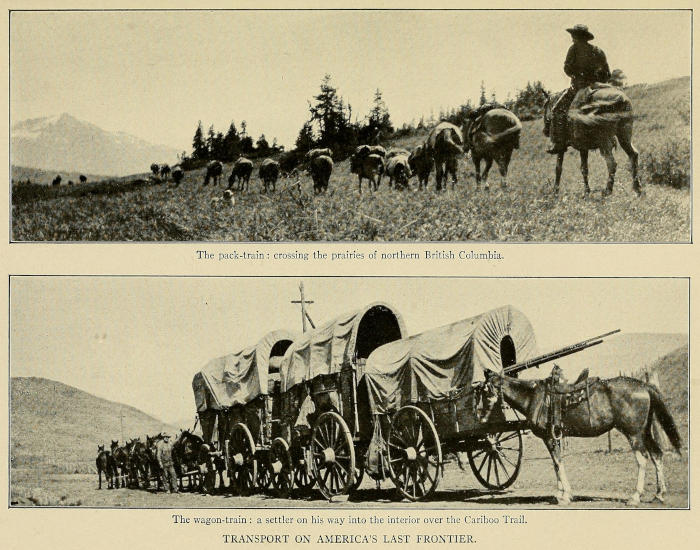 The pack-train : crossing the prairies of northern British Columbia.
The wagon-train : a settler on his way into the interior over the Cariboo Trail.
TRANSPORT ON AMERICA'S LAST FRONTIER.